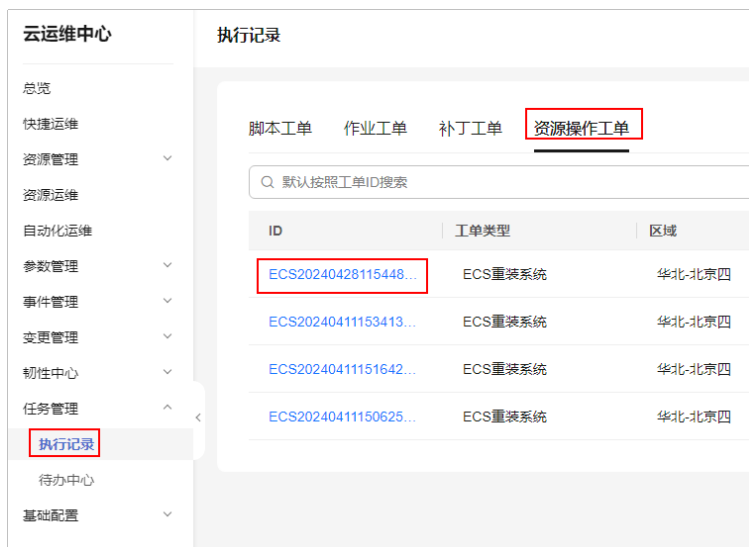 云运维中心
总览
快捷运维
资源管理
资源运维
自动化运维
参数管理
事件管理
变更管理
韧性中心
任务管理
执行记录
待办中心
基础配置
执行记录
脚本工单 作业工单 补丁工单 资源操作工单
默认按照工单ID搜索
ID 工单类型 区域
ECS20240428115448... ECS重装系统 华北-北京四
ECS20240411153413... ECS重装系统 华北-北京四
ECS20240411151642... ECS重装系统 华北-北京四
ECS20240411150625... ECS重装系统 华北-北京四